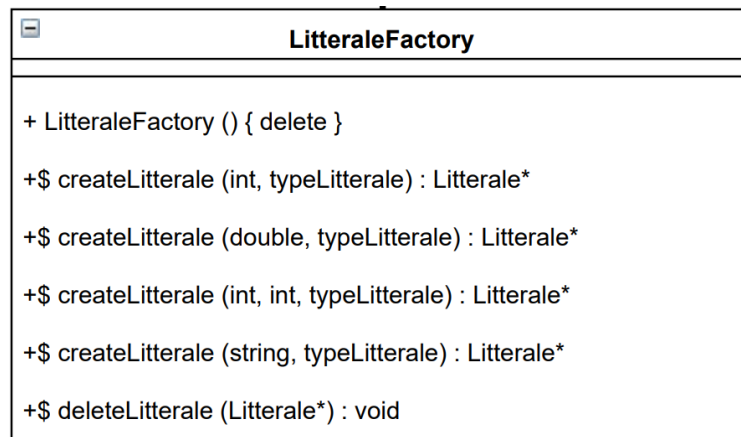 LitteraleFactory
+ LitteraleFactory () { delete }
+$ createLitterale (int, typeLitterale) : Litterale*
+$ createLitterale (double, typeLitterale) : Litterale*
+$ createLitterale (int, int, typeLitterale) : Litterale*
+$ createLitterale (string, typeLitterale) : Litterale*
+$ deleteLitterale (Litterale*) : void